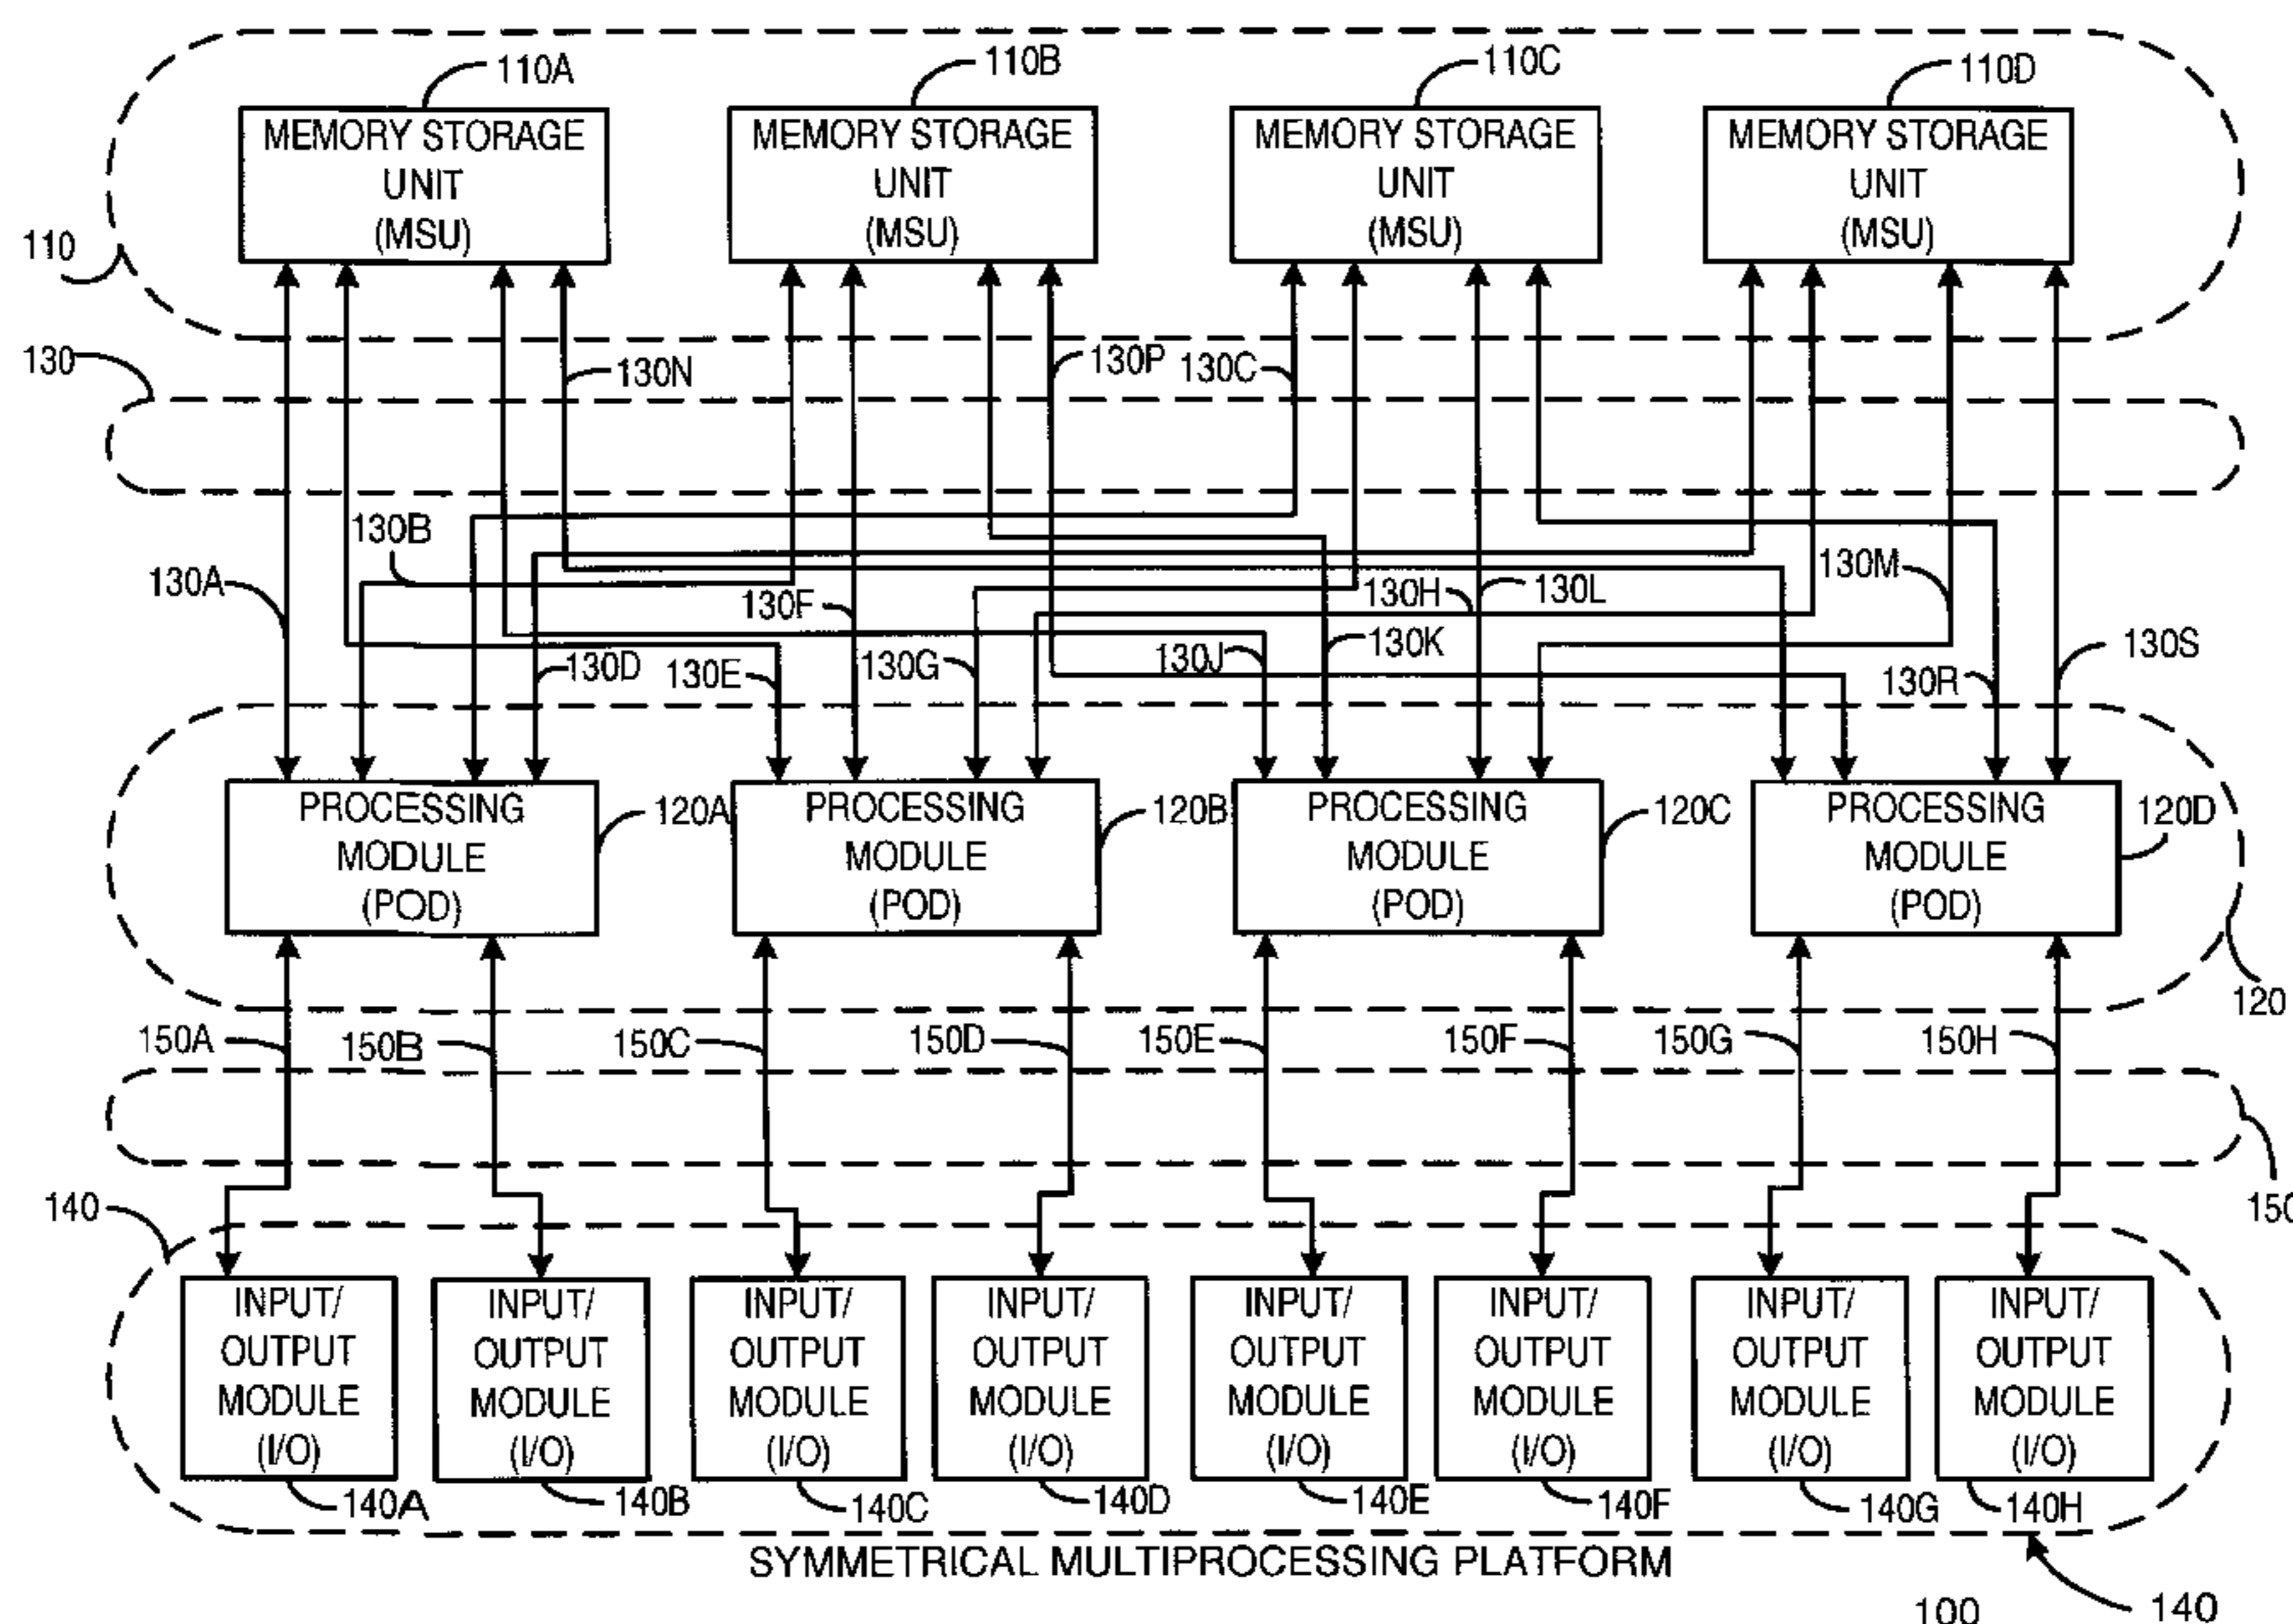 110A
110B
110C
110D
MEMORY STORAGE
UNIT
(MSU)
MEMORY STORAGE
UNIT
(MSU)
MEMORY STORAGE
UNIT
(MSU)
MEMORY STORAGE
UNIT
(MSU)
110
130
130N
130P
130C
130B
130A
130F
130H
130L
130M
130D
130E
130G
130J
130K
130R
130S
PROCESSING
MODULE
(POD)
120A
PROCESSING
MODULE
(POD)
120B
PROCESSING
MODULE
(POD)
120C
PROCESSING
MODULE
(POD)
120D
120
150A
150B
150C
150D
150E
150F
150G
150H
150
140
INPUT/
OUTPUT
MODULE
(I/O)
INPUT/
OUTPUT
MODULE
(I/O)
INPUT/
OUTPUT
MODULE
(I/O)
INPUT/
OUTPUT
MODULE
(I/O)
INPUT/
OUTPUT
MODULE
(I/O)
INPUT/
OUTPUT
MODULE
(I/O)
INPUT/
OUTPUT
MODULE
(I/O)
INPUT/
OUTPUT
MODULE
(I/O)
140A
140B
140C
140D
140E
140F
140G
140H
SYMMETRICAL MULTIPROCESSING PLATFORM
100
140